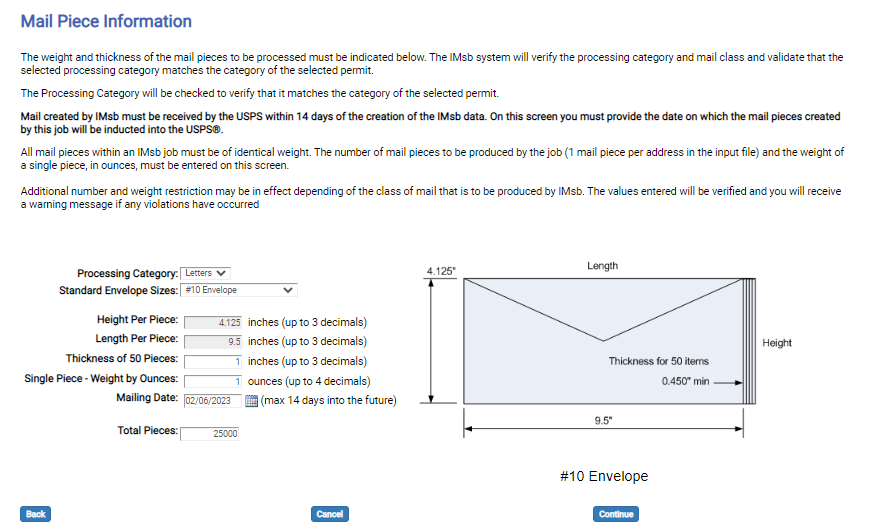 Mail Piece Information
The weight and thickness of the mail pieces to be processed must be indicated below. The IMsb system will verify the processing category and mail class and validate that the
selected processing category matches the category of the selected permit.
The Processing Category will be checked to verify that it matches the category of the selected permit.
Mail created by IMsb must be received by the USPS within 14 days of the creation of the IMsb data. On this screen you must provide the date on which the mail pieces created
by this job will be inducted into the USPS®.
All mail pieces within an IMsb job must be of identical weight. The number of mail pieces to be produced by the job (1 mail piece per address in the input file) and the weight of
a single piece, in ounces, must be entered on this screen.
Additional number and weight restriction may be in effect depending of the class of mail that is to be produced by IMsb. The values entered will be verified and you will receive
a warning message if any violations have occurred
Processing Category: Letters
Standard Envelope Sizes: #10 Envelope
Height Per Piece: 4.125 inches (up to 3 decimals)
Length Per Piece: 9.5 inches (up to 3 decimals)
Thickness of 50 Pieces: 1 inches (up to 3 decimals)
Single Piece - Weight by Ounces: 1 ounces (up to 4 decimals)
Mailing Date: 02/06/2023 (max 14 days into the future)
Total Pieces: 25000
4.125"
Length
Height
Thickness for 50 items
0.450" min
9.5"
#10 Envelope
Back
Cancel
Continue